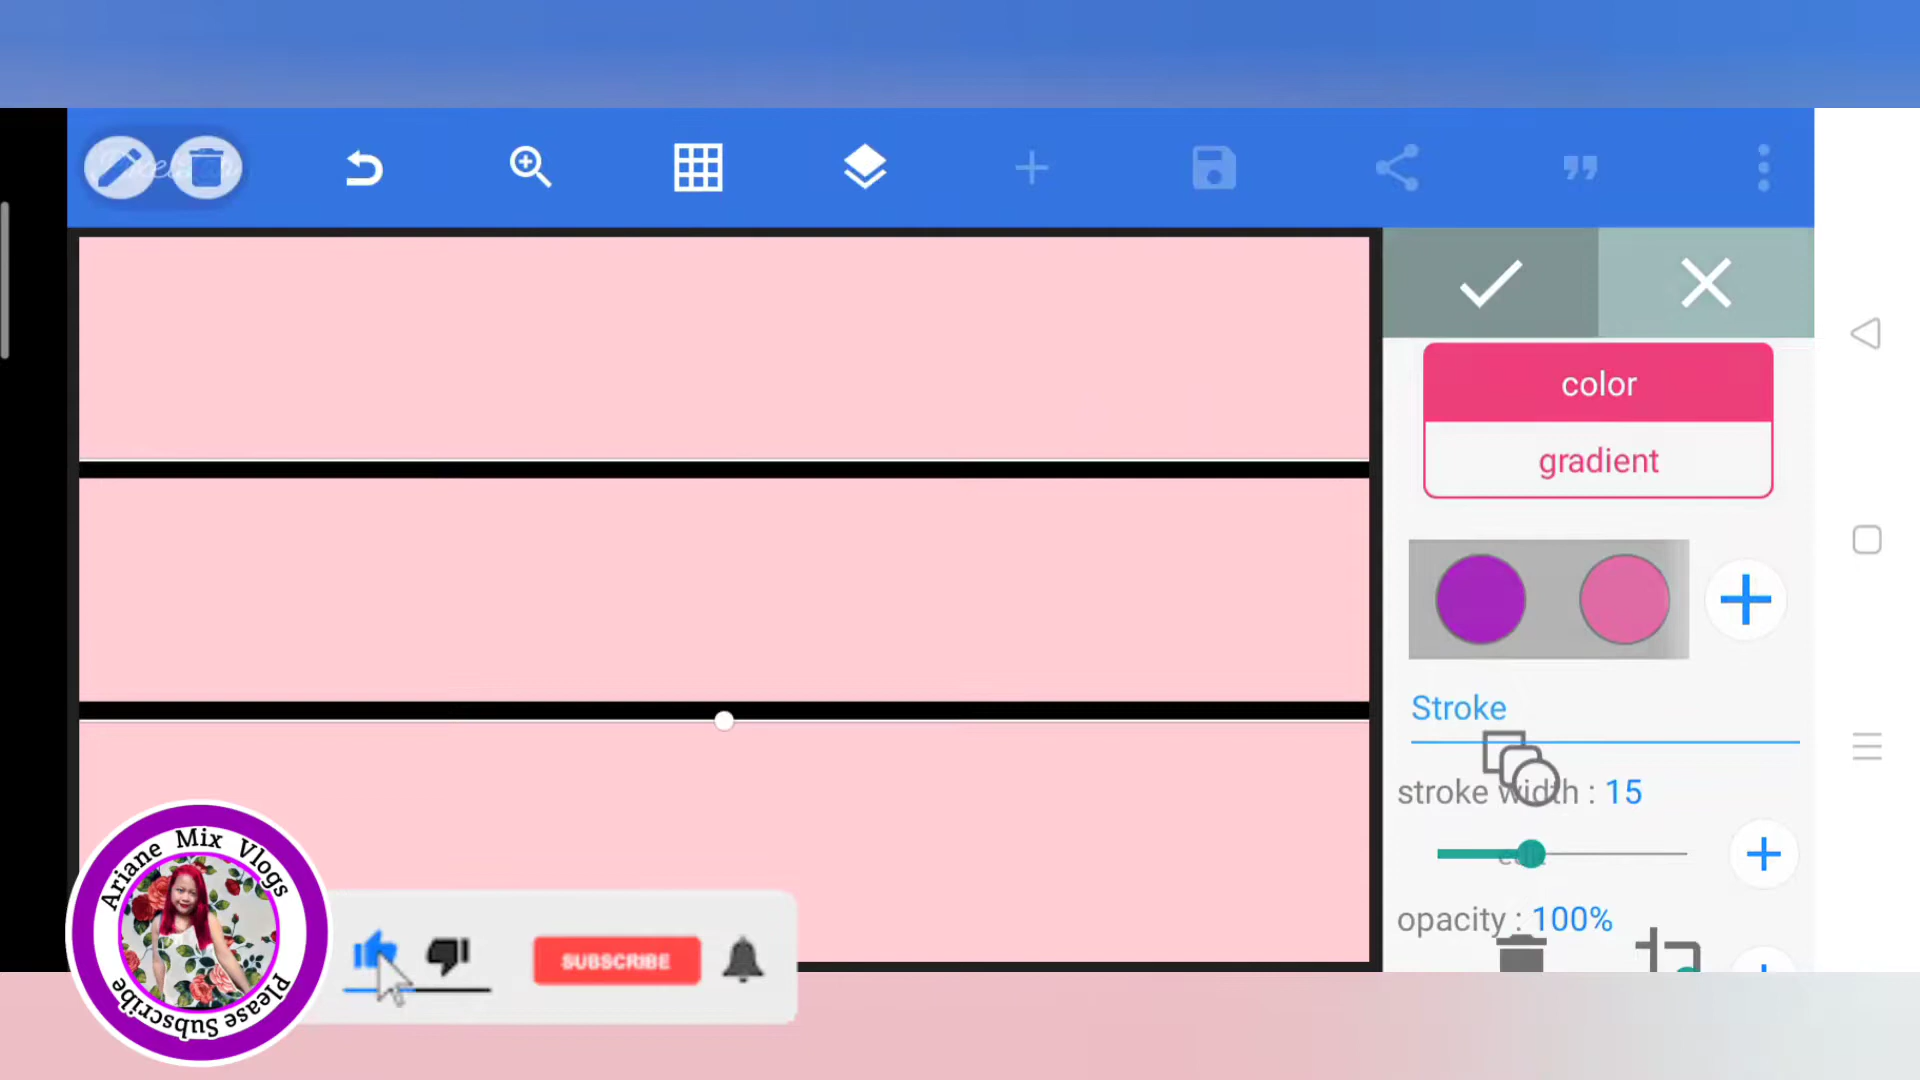 color
gradient
Stroke
stroke width : 15
opacity : 100%
Ariane Mix Vlogs
Please Subscribe
SUBSCRIBE